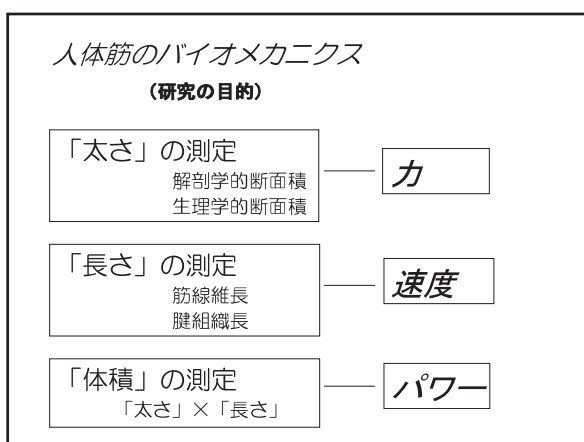 人体筋のバイオメカニクス
（研究の目的）
「太さ」の測定
解剖学的断面積
生理学的断面積
力
「長さ」の測定
筋線維長
腱組織長
速度
「体積」の測定
「太さ」×「長さ」
パワー